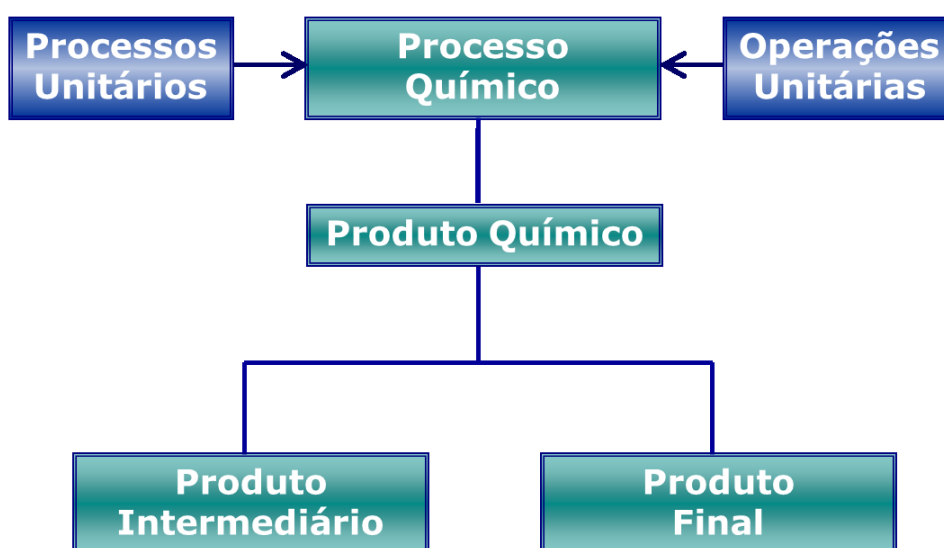 Processos
Unitários
Processo
Químico
Operações
Unitárias
Produto Químico
Produto
Intermediário
Produto
Final